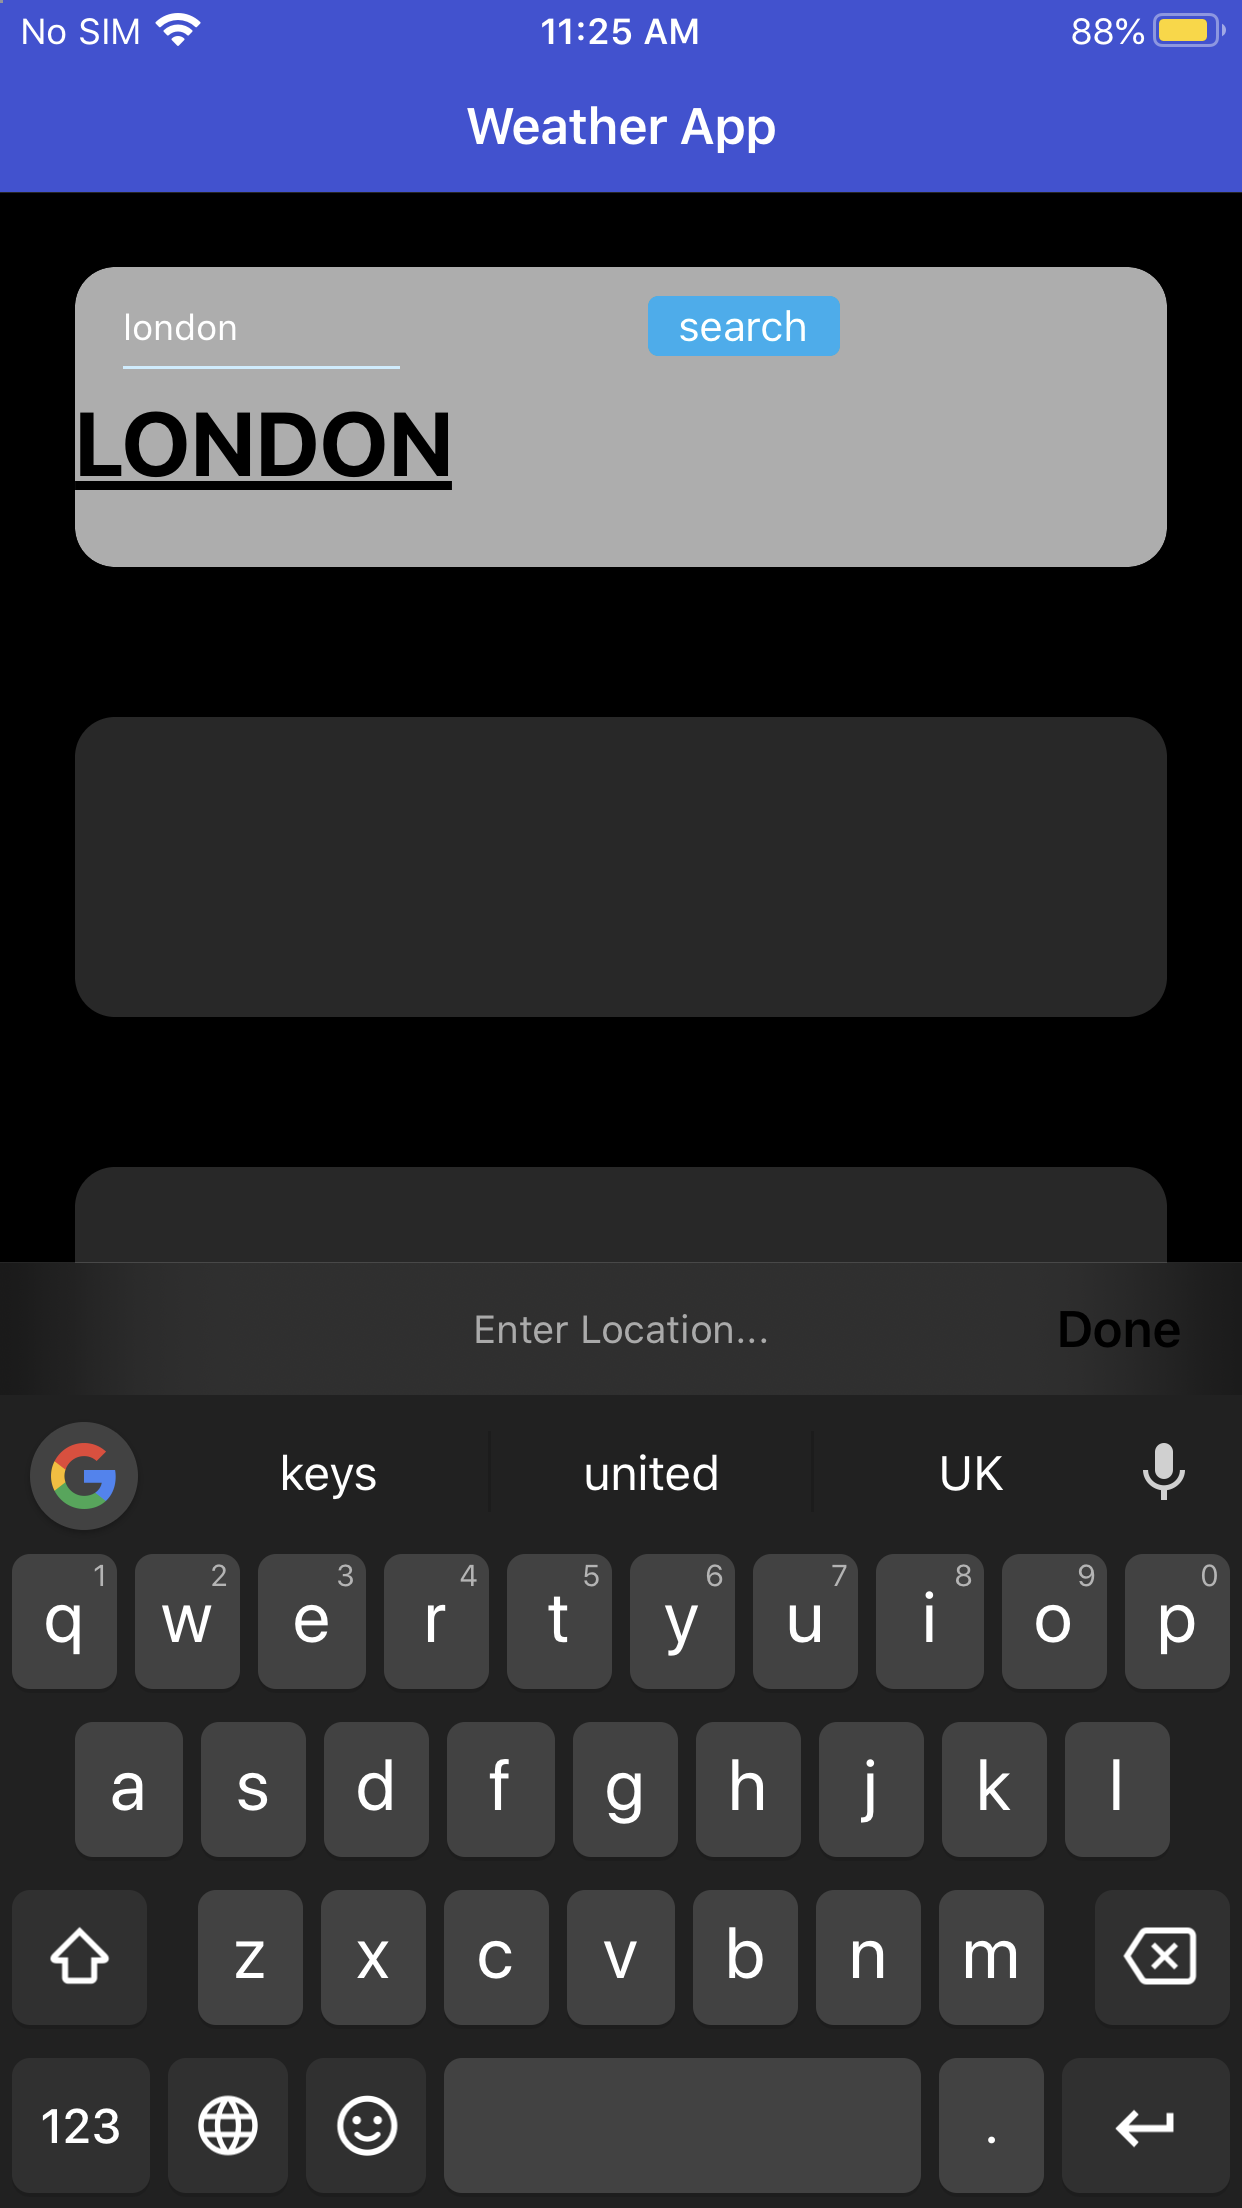 No SIM 11:25 AM 88%
Weather App
london search
LONDON
Enter Location... Done
keys united UK
1 2 3 4 5 6 7 8 9 0
q w e r t y u i o p
a s d f g h j k l
z x c v b n m
123 .